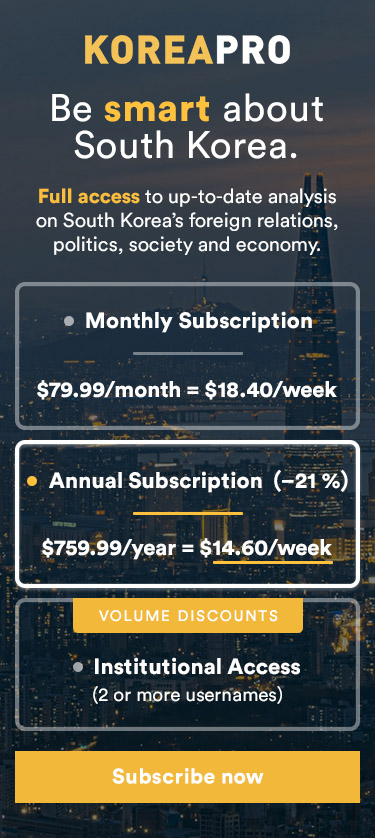 KOREAPRO
Be smart about
South Korea.
Full access to up-to-date analysis
on South Korea’s foreign relations,
politics, society and economy.
Monthly Subscription
$79.99/month = $18.40/week
Annual Subscription (–21 %)
$759.99/year = $14.60/week
VOLUME DISCOUNTS
Institutional Access
(2 or more usernames)
Subscribe now